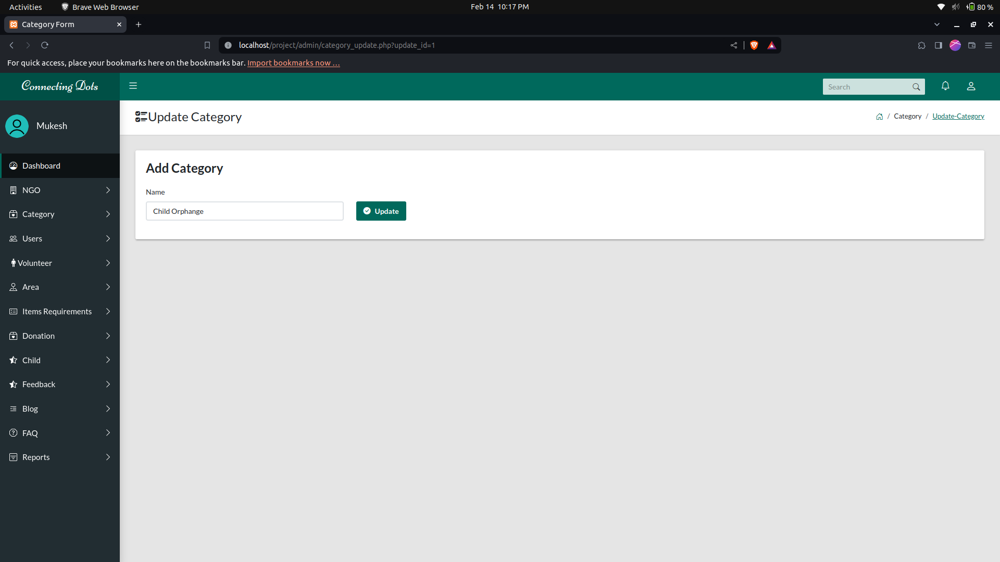 Activities Brave Web Browser Feb 14 10:17 PM 80 %
Category Form
localhost/project/admin/category_update.php?update_id=1
For quick access, place your bookmarks here on the bookmarks bar. Import bookmarks now ...
Connecting Dots Search
Update Category / Category / Update-Category
Mukesh
Dashboard
NGO
Category
Users
Volunteer
Area
Items Requirements
Donation
Child
Feedback
Blog
FAQ
Reports
Add Category
Name
Child Orphange Update